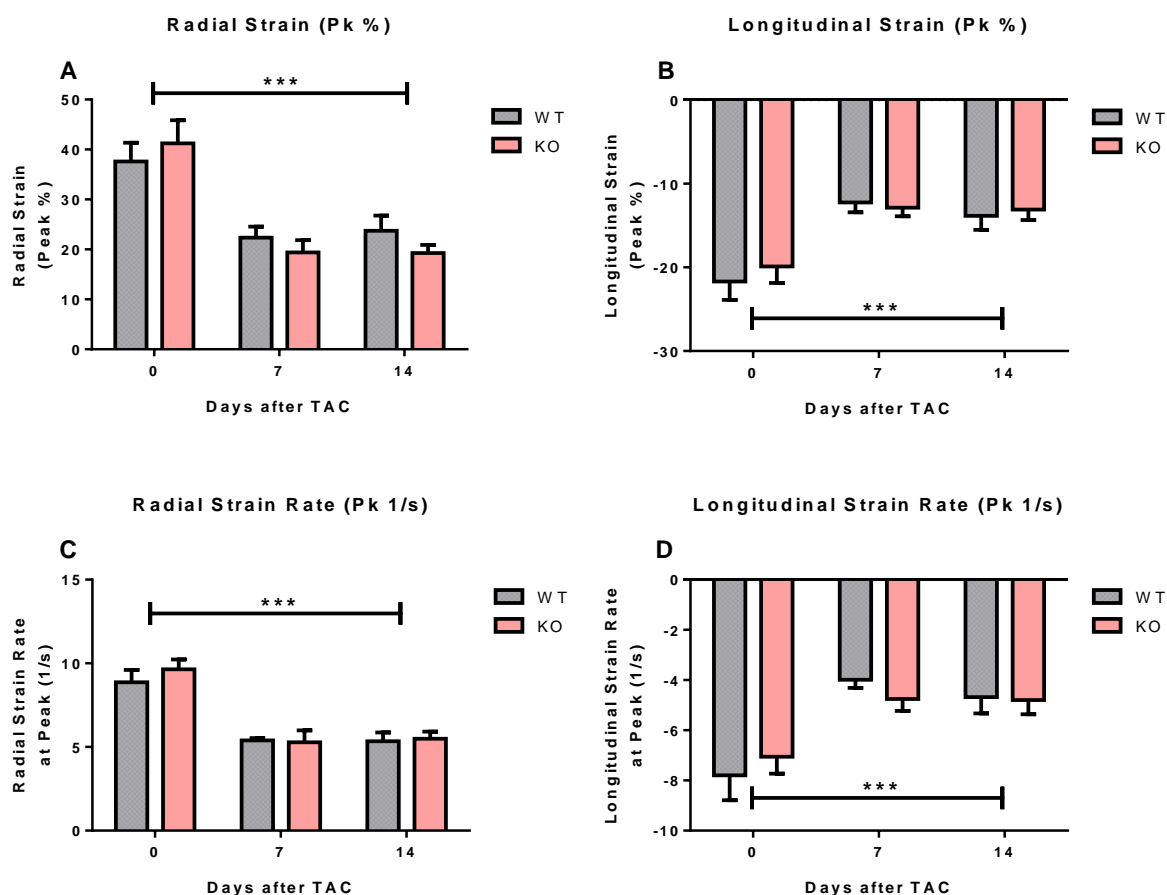 Radial Strain (Pk %)
A
***
50
40
30
20
10
0
Radial Strain
(Peak %)
0 7 14
Days after TAC
WT
KO
Longitudinal Strain (Pk %)
B
0
-10
-20
-30
Longitudinal Strain
(Peak %)
***
0 7 14
Days after TAC
WT
KO
Radial Strain Rate (Pk 1/s)
C
***
15
10
5
0
Radial Strain Rate
at Peak (1/s)
0 7 14
Days after TAC
WT
KO
Longitudinal Strain Rate (Pk 1/s)
D
0
-2
-4
-6
-8
-10
Longitudinal Strain Rate
at Peak (1/s)
***
0 7 14
Days after TAC
WT
KO